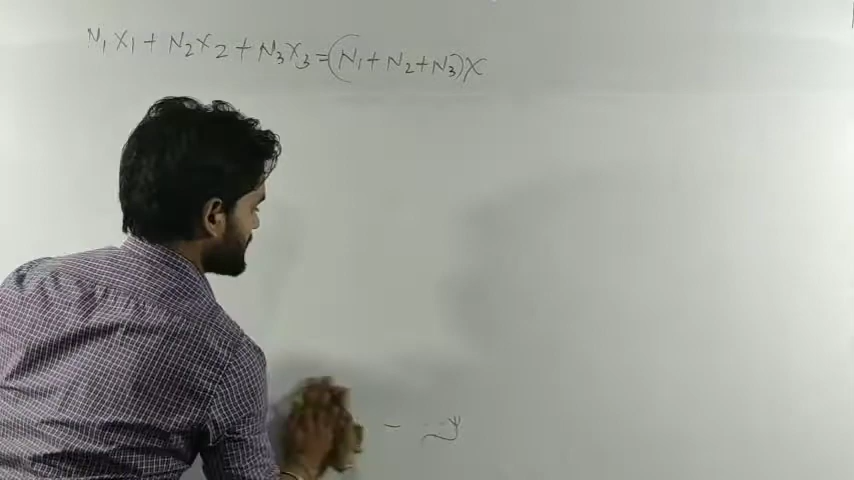 N₁X₁ + N₂X₂ + N₃X₃ = (N₁ + N₂ + N₃)X